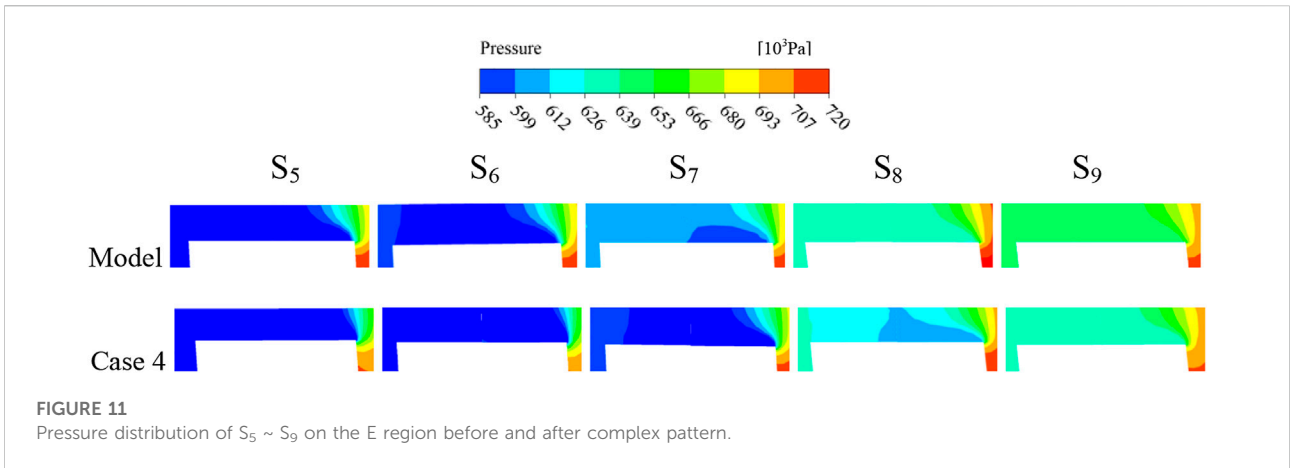 Pressure [10³Pa]
585 599 612 626 639 653 666 680 693 707 720
S₅ S₆ S₇ S₈ S₉
Model
Case 4
FIGURE 11
Pressure distribution of S₅ ~ S₉ on the E region before and after complex pattern.